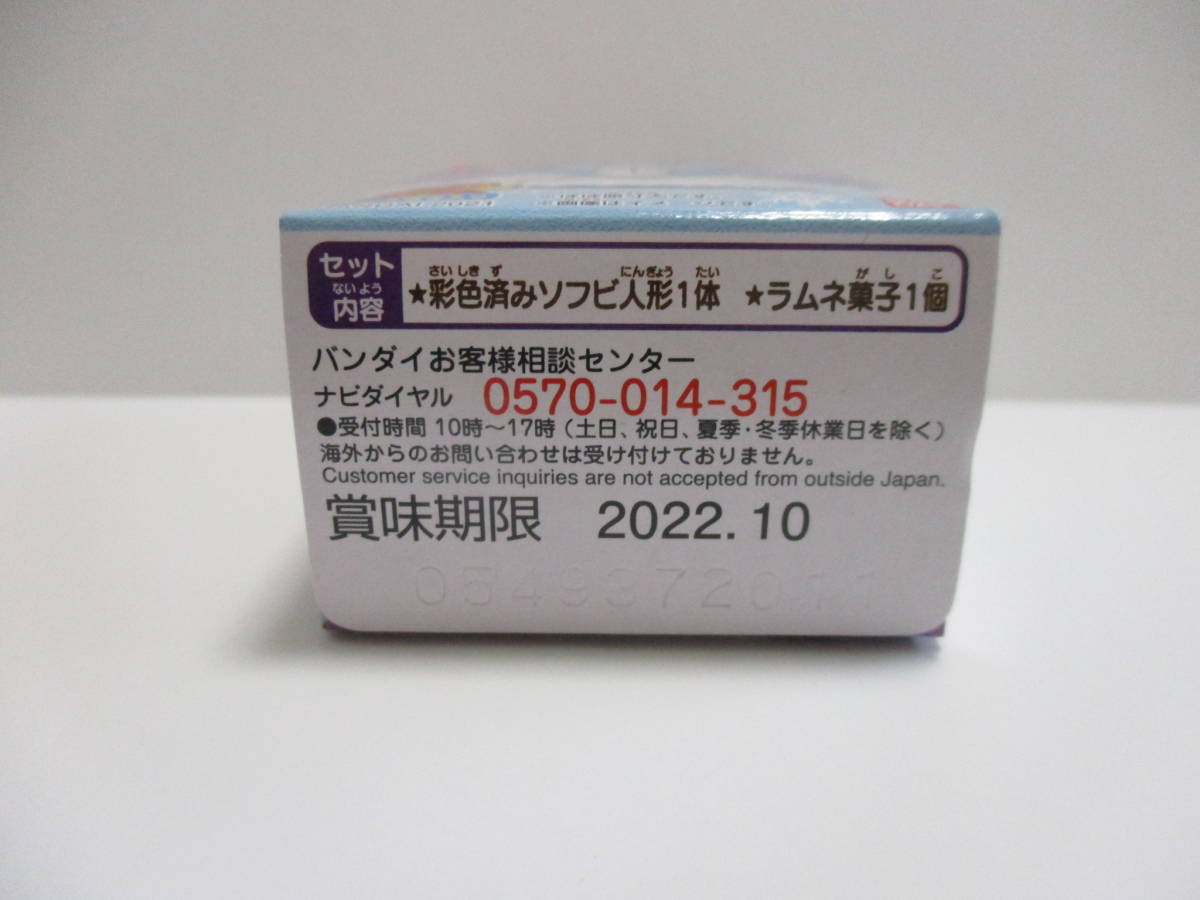 セット
ないよう
内容
さいしきず にんぎょう たい
★彩色済みソフビ人形1体
がしこ
★ラムネ菓子1個
バンダイお客様相談センター
ナビダイヤル 0570-014-315
●受付時間 10時～17時（土日、祝日、夏季・冬季休業日を除く）
海外からのお問い合わせは受け付けておりません。
Customer service inquiries are not accepted from outside Japan.
賞味期限 2022.10
0549372011